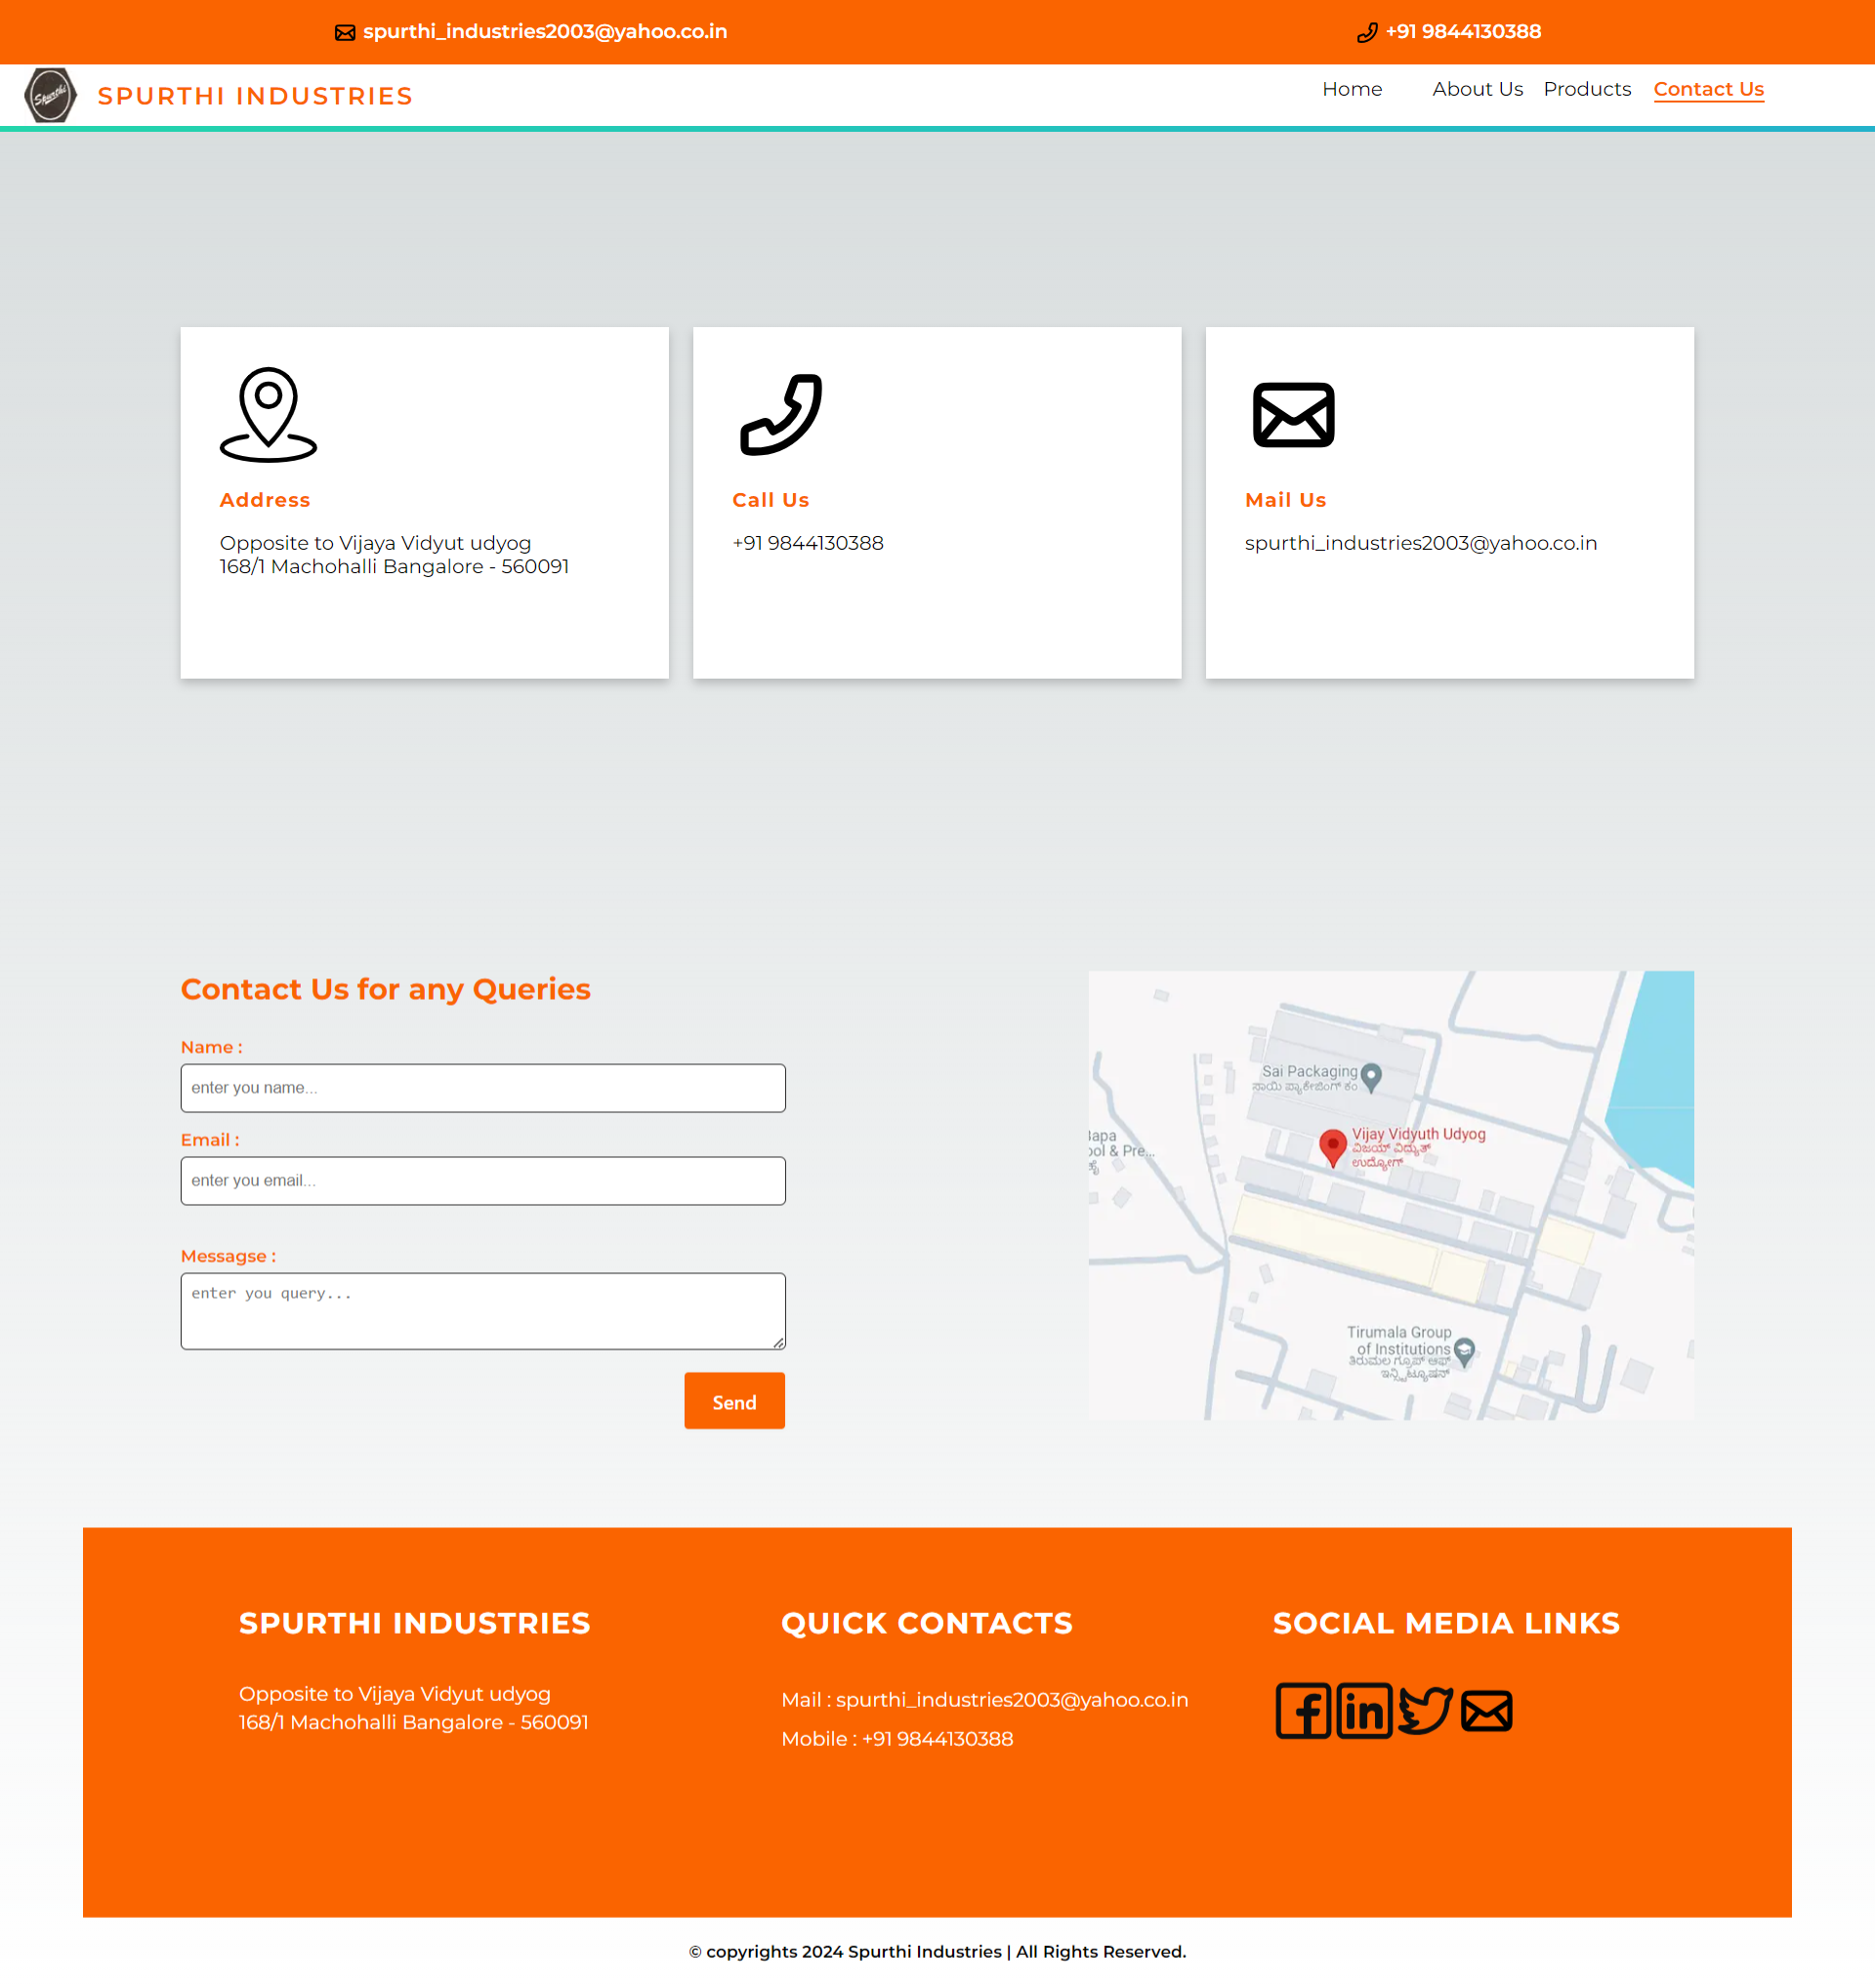 spurthi_industries2003@yahoo.co.in
+91 9844130388
Spurthi
SPURTHI INDUSTRIES
Home
About Us
Products
Contact Us
Address
Opposite to Vijaya Vidyut udyog
168/1 Machohalli Bangalore - 560091
Call Us
+91 9844130388
Mail Us
spurthi_industries2003@yahoo.co.in
Contact Us for any Queries
Name :
enter you name...
Email :
enter you email...
Messagse :
enter you query...
Send
Sai Packaging
ಸಾಯಿ ಪ್ಯಾಕೇಜಿಂಗ್ ಕಂ
Vijay Vidyuth Udyog
ವಿಜಯ್ ವಿದ್ಯುತ್
ಉದ್ಯೋಗ್
Bapa
ool & Pre...
Tirumala Group
of Institutions
ತಿರುಮಲ ಗ್ರೂಪ್ ಆಫ್
ಇನ್ಸ್ಟಿಟ್ಯೂಷನ್
SPURTHI INDUSTRIES
Opposite to Vijaya Vidyut udyog
168/1 Machohalli Bangalore - 560091
QUICK CONTACTS
Mail : spurthi_industries2003@yahoo.co.in
Mobile : +91 9844130388
SOCIAL MEDIA LINKS
© copyrights 2024 Spurthi Industries | All Rights Reserved.